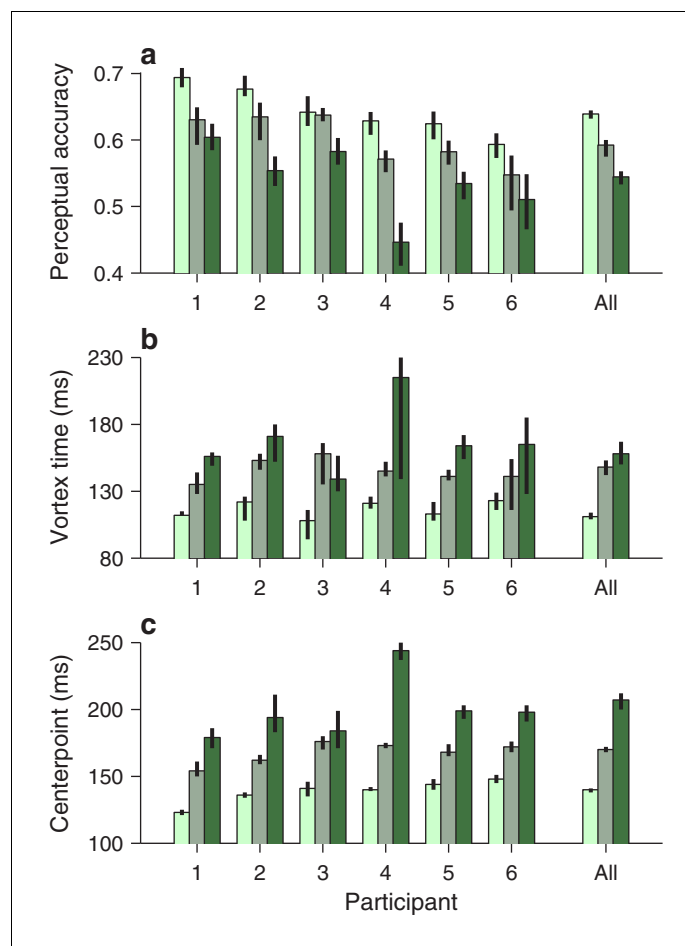 a
Perceptual accuracy
0.7
0.6
0.5
0.4
1 2 3 4 5 6 All
b
Vortex time (ms)
230
180
130
80
1 2 3 4 5 6 All
c
Centerpoint (ms)
250
200
150
100
1 2 3 4 5 6 All
Participant